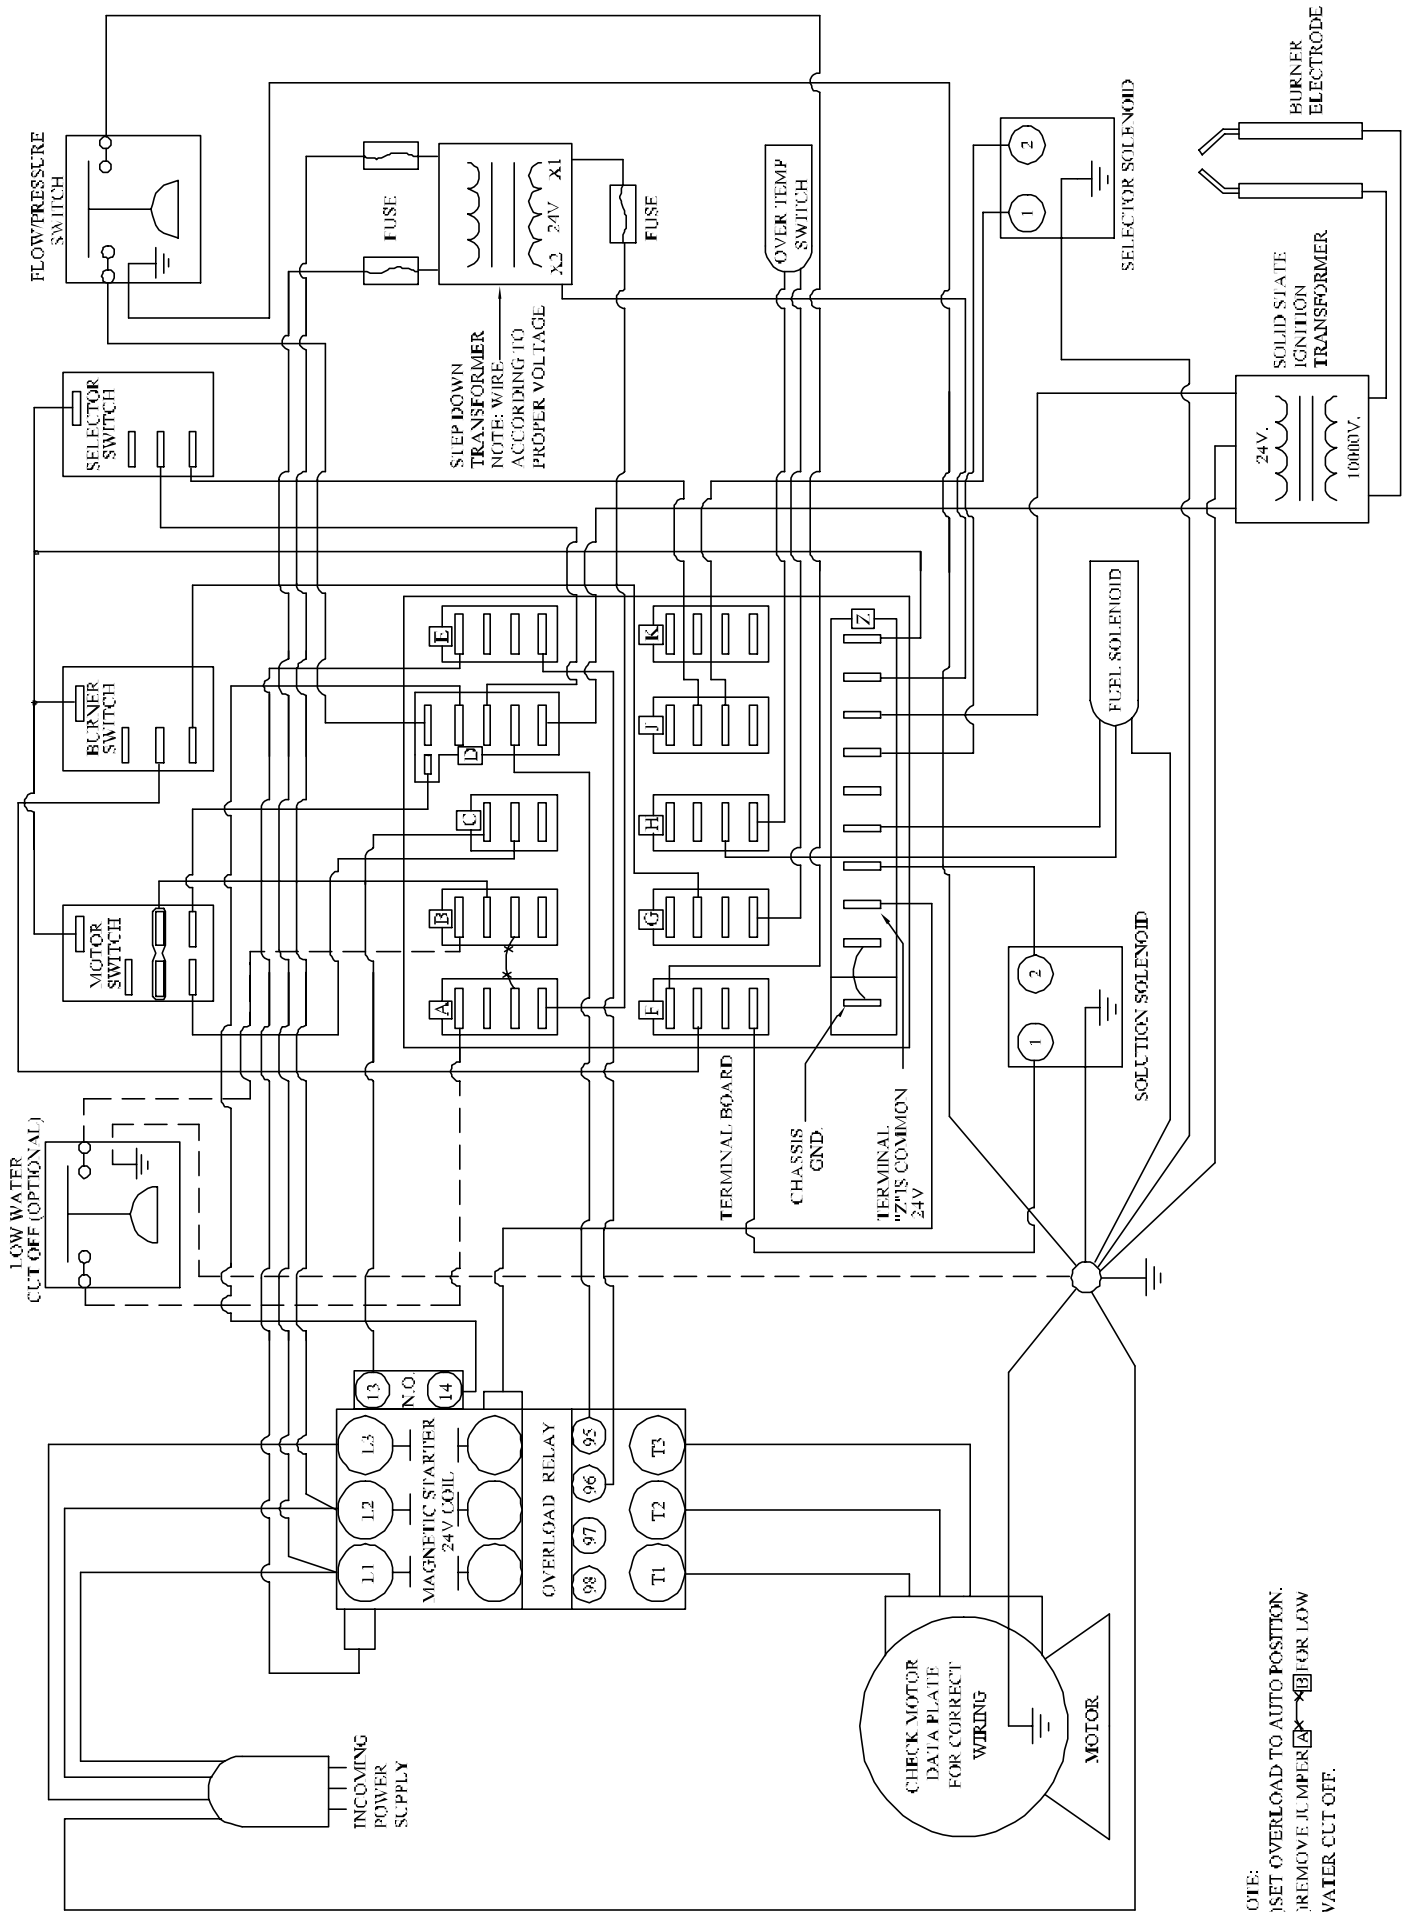 LOW WATER
CUT OFF (OPTIONAL)
MOTOR
SWITCH
BURNER
SWITCH
SELECTOR
SWITCH
FLOW/PRESSURE
SWITCH
INCOMING
POWER
SUPPLY
L1
L2
L3
13
N.O.
14
MAGNETIC STARTER
24V COIL
OVERLOAD RELAY
98
97
96
95
T1
T2
T3
A
B
C
D
E
F
G
H
J
K
Z
FUSE
X2
24V
X1
FUSE
STEP DOWN
TRANSFORMER
NOTE: WIRE
ACCORDING TO
PROPER VOLTAGE
OVER TEMP
SWITCH
TERMINAL BOARD
CHASSIS
GND.
TERMINAL
"Z"IS COMMON
24V
CHECK MOTOR
DATA PLATE
FOR CORRECT
WIRING
MOTOR
1
2
SOLUTION SOLENOID
FUEL SOLENOID
1
2
SELECTOR SOLENOID
24V.
10000V.
SOLID STATE
IGNITION
TRANSFORMER
BURNER
ELECTRODE
OTE:
)SET OVERLOAD TO AUTO POSITION.
)REMOVE JUMPER A B FOR LOW
WATER CUT OFF.